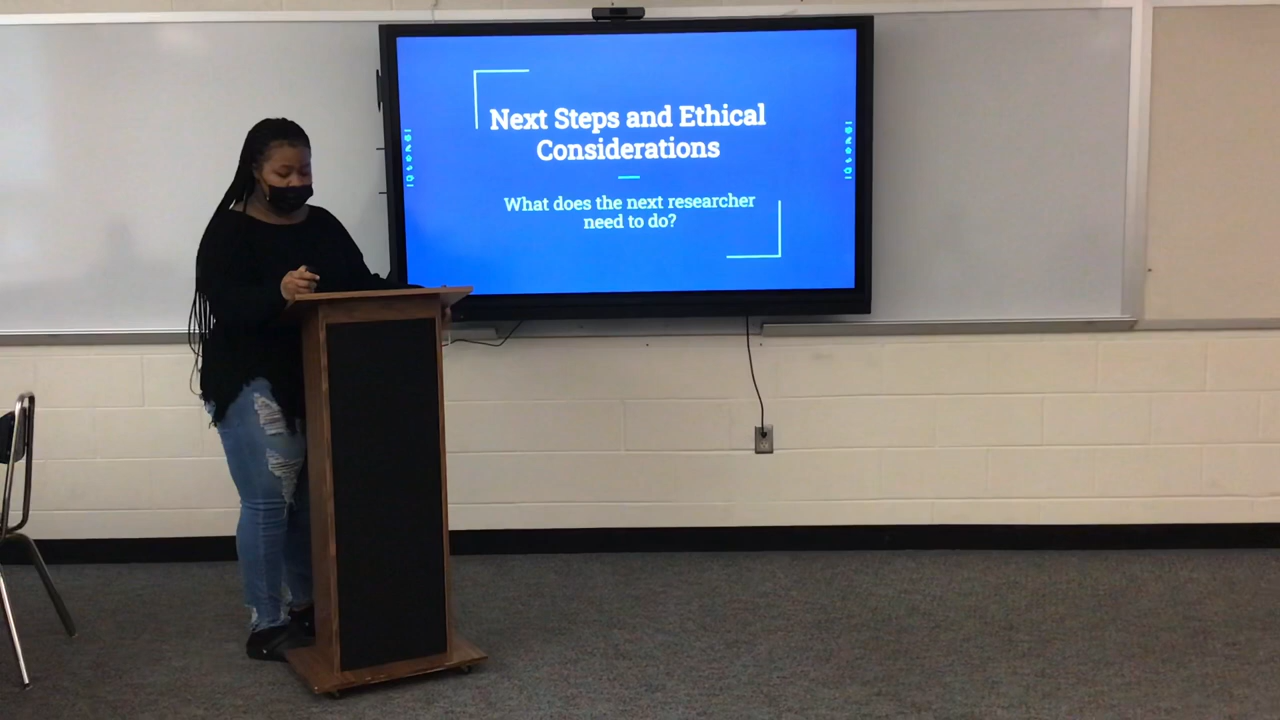 Next Steps and Ethical
Considerations
What does the next researcher
need to do?